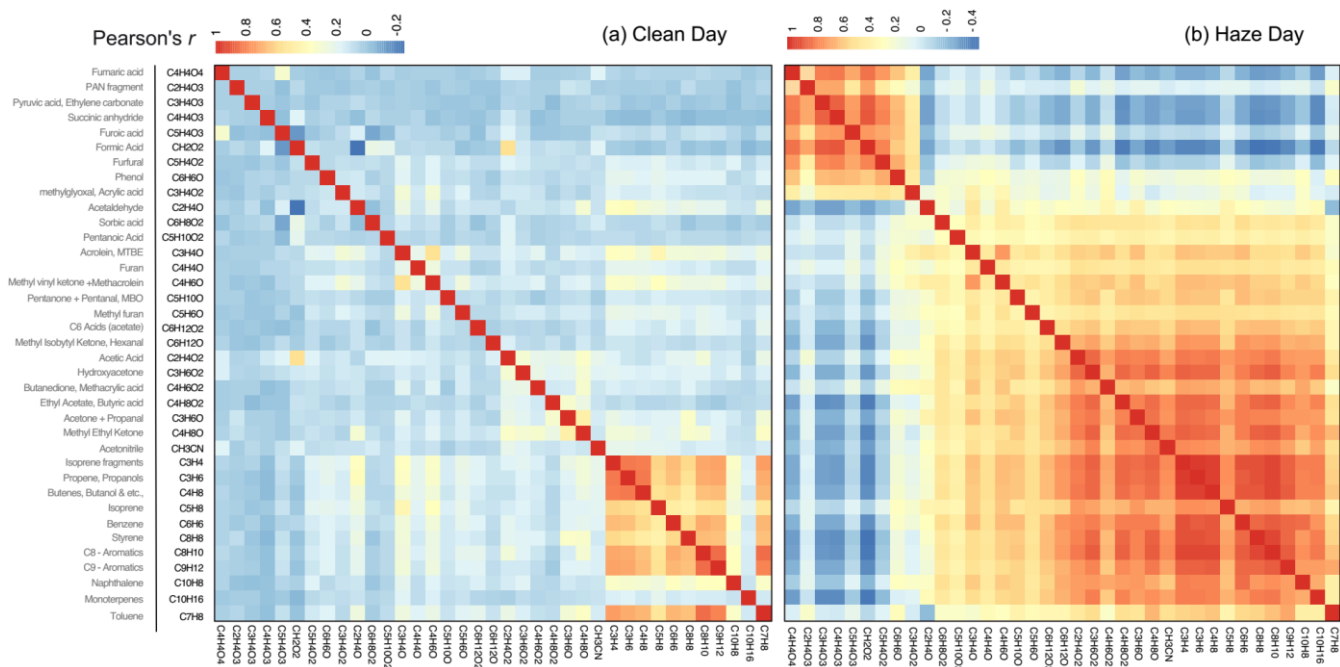 Pearson's r
1
0.8
0.6
0.4
0.2
0
-0.2
(a) Clean Day
1
0.8
0.6
0.4
0.2
0
-0.2
-0.4
(b) Haze Day
Fumaric acid C4H4O4
PAN fragment C2H4O3
Pyruvic acid, Ethylene carbonate C3H4O3
Succinic anhydride C4H4O3
Furoic acid C5H4O3
Formic Acid CH2O2
Furfural C5H4O2
Phenol C6H6O
methylglyoxal, Acrylic acid C3H4O2
Acetaldehyde C2H4O
Sorbic acid C6H8O2
Pentanoic Acid C5H10O2
Acrolein, MTBE C3H4O
Furan C4H4O
Methyl vinyl ketone +Methacrolein C4H6O
Pentanone + Pentanal, MBO C5H10O
Methyl furan C5H6O
C6 Acids (acetate) C6H12O2
Methyl Isobytyl Ketone, Hexanal C6H12O
Acetic Acid C2H4O2
Hydroxyacetone C3H6O2
Butanedione, Methacrylic acid C4H6O2
Ethyl Acetate, Butyric acid C4H8O2
Acetone + Propanal C3H6O
Methyl Ethyl Ketone C4H8O
Acetonitrile CH3CN
Isoprene fragments C3H4
Propene, Propanols C3H6
Butenes, Butanol & etc., C4H8
Isoprene C5H8
Benzene C6H6
Styrene C8H8
C8 - Aromatics C8H10
C9 - Aromatics C9H12
Naphthalene C10H8
Monoterpenes C10H16
Toluene C7H8
C4H4O4
C2H4O3
C3H4O3
C4H4O3
C5H4O3
CH2O2
C5H4O2
C6H6O
C3H4O2
C2H4O
C6H8O2
C5H10O2
C3H4O
C4H4O
C4H6O
C5H10O
C5H6O
C6H12O2
C6H12O
C2H4O2
C3H6O2
C4H6O2
C4H8O2
C3H6O
C4H8O
CH3CN
C3H4
C3H6
C4H8
C5H8
C6H6
C8H8
C8H10
C9H12
C10H8
C10H16
C7H8
C4H4O4
C2H4O3
C3H4O3
C4H4O3
C5H4O3
CH2O2
C5H4O2
C6H6O
C3H4O2
C2H4O
C6H8O2
C5H10O
C3H4O
C4H4O
C4H6O
C5H10O
C5H6O
C6H12O
C6H12O
C2H4O2
C3H6O2
C4H6O2
C4H8O2
C3H6O
C4H8O
CH3CN
C3H4
C3H6
C4H8
C5H8
C6H6
C8H8
C8H10
C9H12
C10H8
C10H16
C7H8